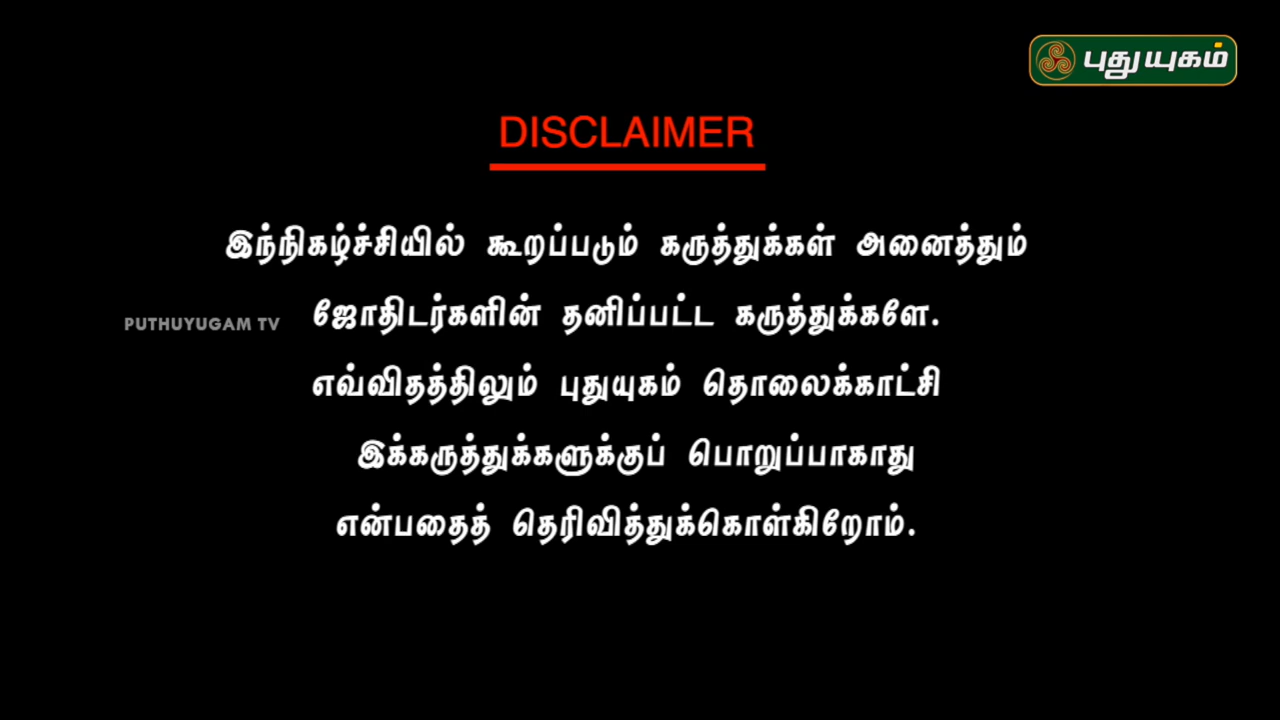 புதுயுகம்
DISCLAIMER
இந்நிகழ்ச்சியில் கூறப்படும் கருத்துக்கள் அனைத்தும்
PUTHUYUGAM TV
ஜோதிடர்களின் தனிப்பட்ட கருத்துக்களே.
எவ்விதத்திலும் புதுயுகம் தொலைக்காட்சி
இக்கருத்துக்களுக்குப் பொறுப்பாகாது
என்பதைத் தெரிவித்துக்கொள்கிறோம்.